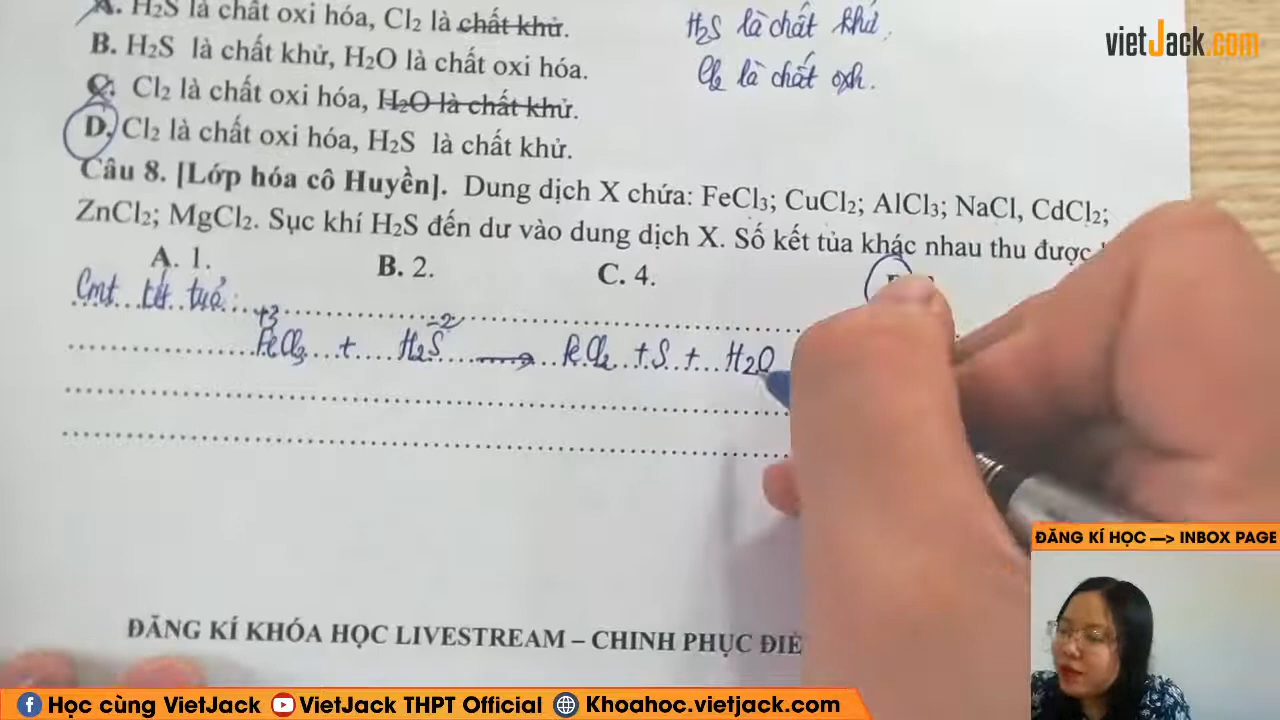 A. H₂S là chất oxi hóa, Cl₂ là chất khử.
B. H₂S là chất khử, H₂O là chất oxi hóa.
C. Cl₂ là chất oxi hóa, H₂O là chất khử.
D. Cl₂ là chất oxi hóa, H₂S là chất khử.
H₂S là chất khử.
Cl₂ là chất oxh.
vietJack.com
Câu 8. [Lớp hóa cô Huyền]. Dung dịch X chứa: FeCl₃; CuCl₂; AlCl₃; NaCl, CdCl₂;
ZnCl₂; MgCl₂. Sục khí H₂S đến dư vào dung dịch X. Số kết tủa khác nhau thu được
A. 1. B. 2. C. 4.
kết tuả :
+3 -2
FeCl₃ + H₂S → FeCl₂ + S + H₂O
ĐĂNG KÍ KHÓA HỌC LIVESTREAM – CHINH PHỤC
ĐĂNG KÍ HỌC —> INBOX PAGE
Học cùng VietJack VietJack THPT Official Khoahoc.vietjack.com